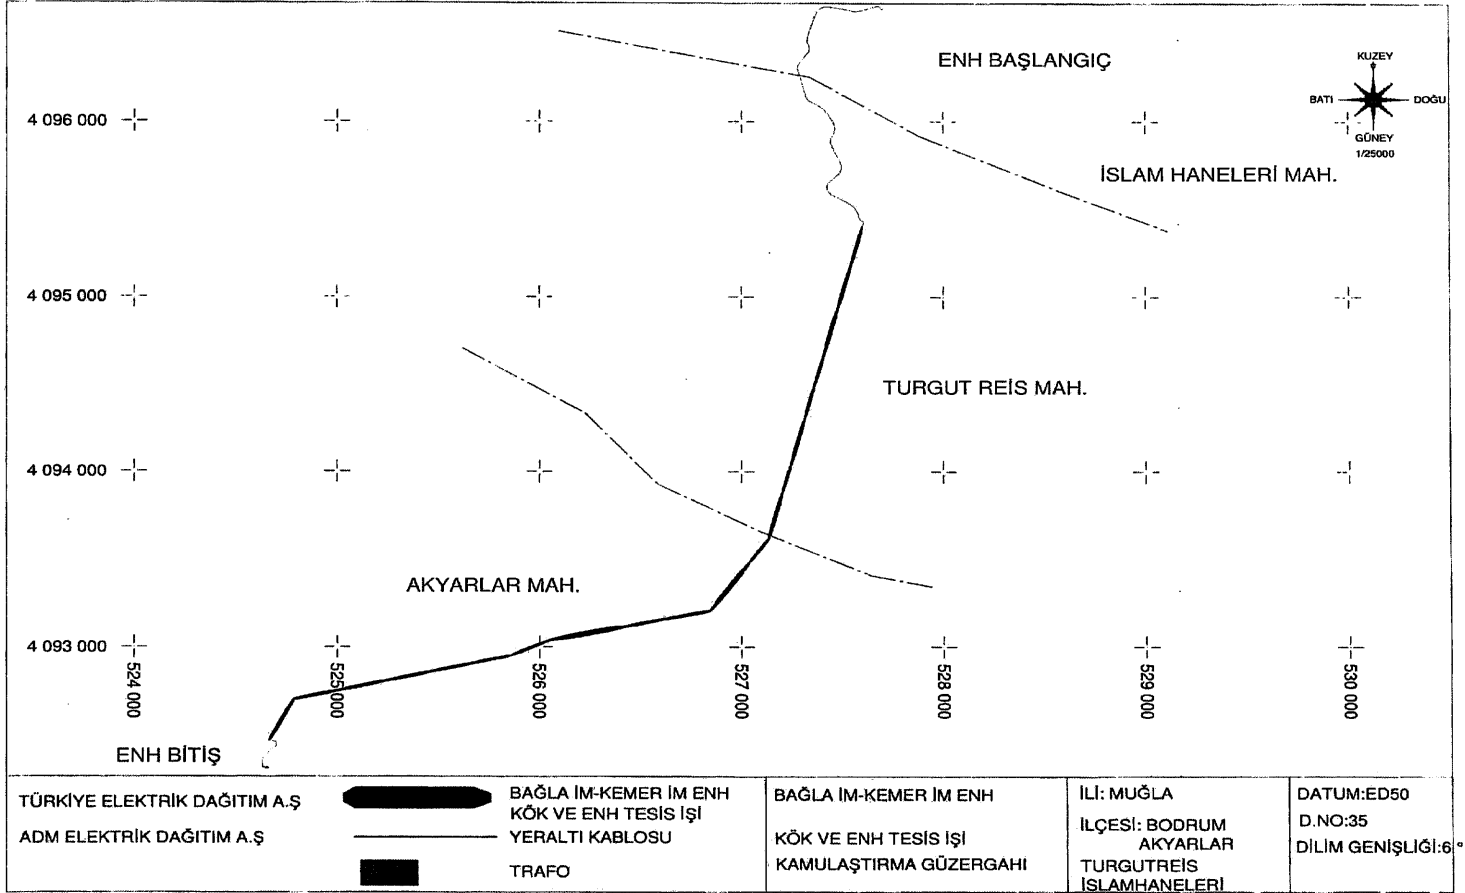 ENH BAŞLANGIÇ
KUZEY
BATI
DOĞU
GÜNEY
1/25000
4 096 000
İSLAM HANELERİ MAH.
4 095 000
TURGUT REİS MAH.
4 094 000
AKYARLAR MAH.
4 093 000
524 000
525 000
526 000
527 000
528 000
529 000
530 000
ENH BİTİŞ
TÜRKİYE ELEKTRİK DAĞITIM A.Ş
ADM ELEKTRİK DAĞITIM A.Ş
BAĞLA İM-KEMER İM ENH
KÖK VE ENH TESİS İŞİ
YERALTI KABLOSU
TRAFO
BAĞLA İM-KEMER İM ENH
KÖK VE ENH TESİS İŞİ
KAMULAŞTIRMA GÜZERGAHI
İLİ: MUĞLA
İLÇESİ: BODRUM
AKYARLAR
TURGUTREİS
İSLAMHANELERİ
DATUM:ED50
D.NO:35
DİLİM GENİŞLİĞİ:6 °